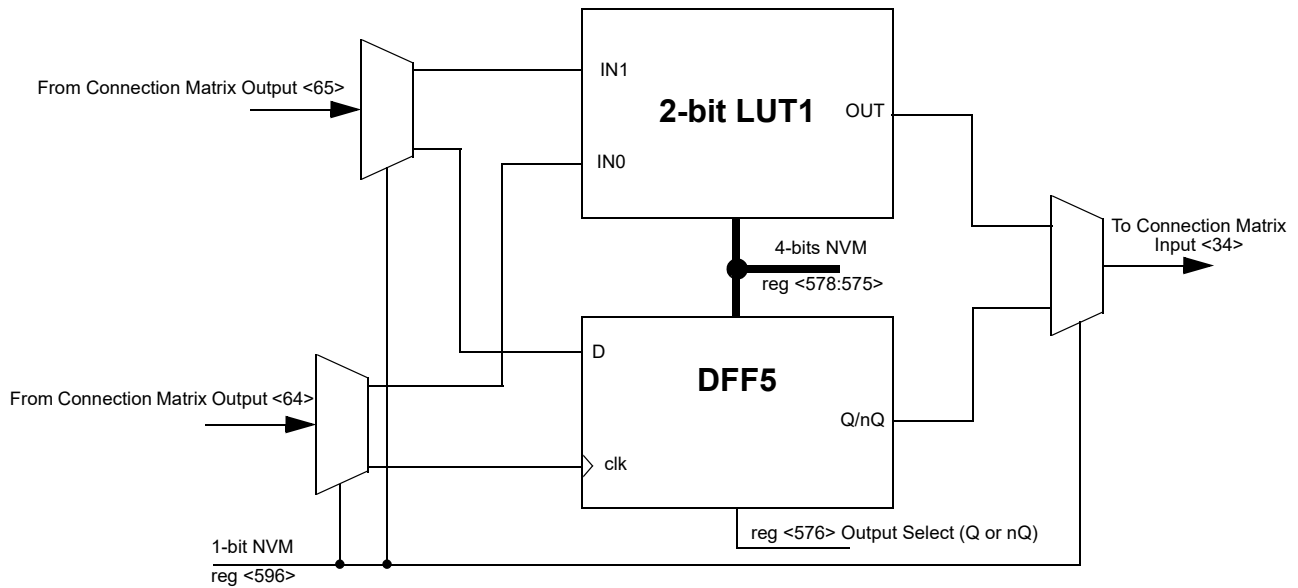 From Connection Matrix Output <65>
IN1
2-bit LUT1
OUT
IN0
To Connection Matrix
Input <34>
4-bits NVM
reg <578:575>
D
DFF5
From Connection Matrix Output <64>
Q/nQ
clk
reg <576> Output Select (Q or nQ)
1-bit NVM
reg <596>